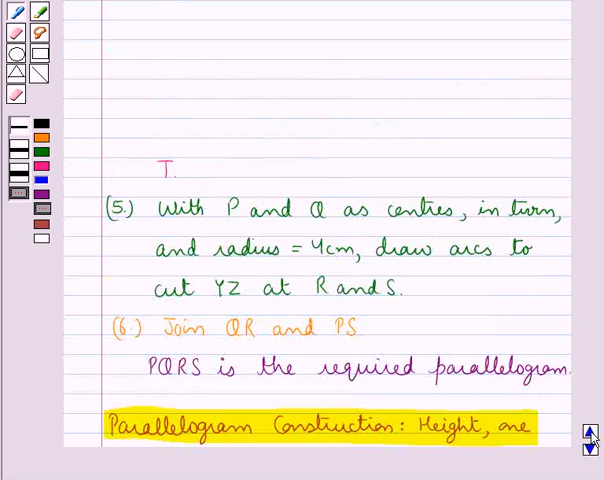 T.
(5.) With P and Q as centres, in turn,
and radius = 4cm, draw arcs to
cut YZ at R and S.
(6.) Join QR and PS
PQRS is the required parallelogram.
Parallelogram Construction: Height, one